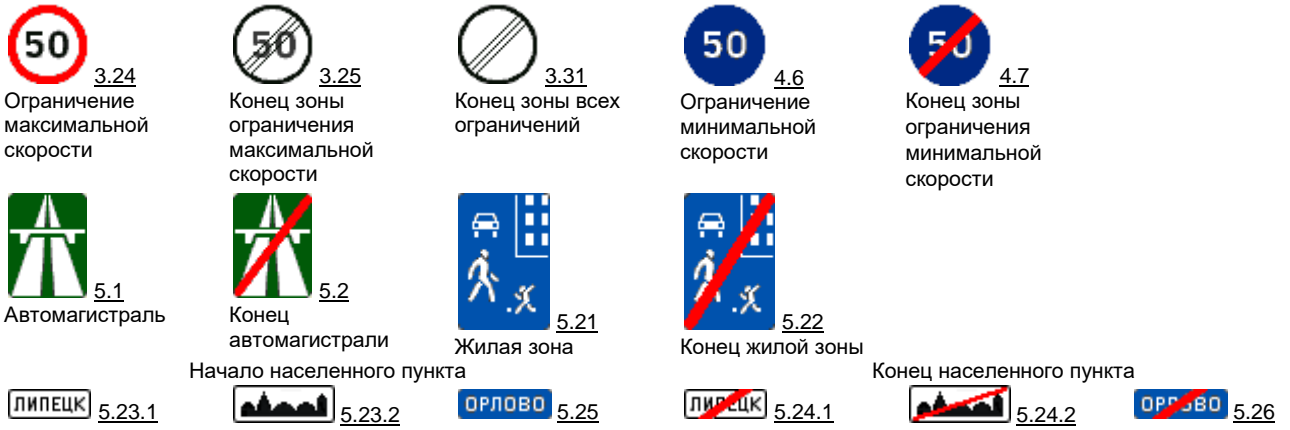 50 3.24 50 3.25 3.31 50 4.6 50 4.7
Ограничение
максимальной
скорости
Конец зоны
ограничения
максимальной
скорости
Конец зоны всех
ограничений
Ограничение
минимальной
скорости
Конец зоны
ограничения
минимальной
скорости
5.1 5.2 5.21 5.22
Автомагистраль
Конец
автомагистрали
Жилая зона
Конец жилой зоны
Начало населенного пункта
Конец населенного пункта
ЛИПЕЦК 5.23.1 5.23.2 ОРЛОВО 5.25 ЛИПЕЦК 5.24.1 5.24.2 ОРЛОВО 5.26